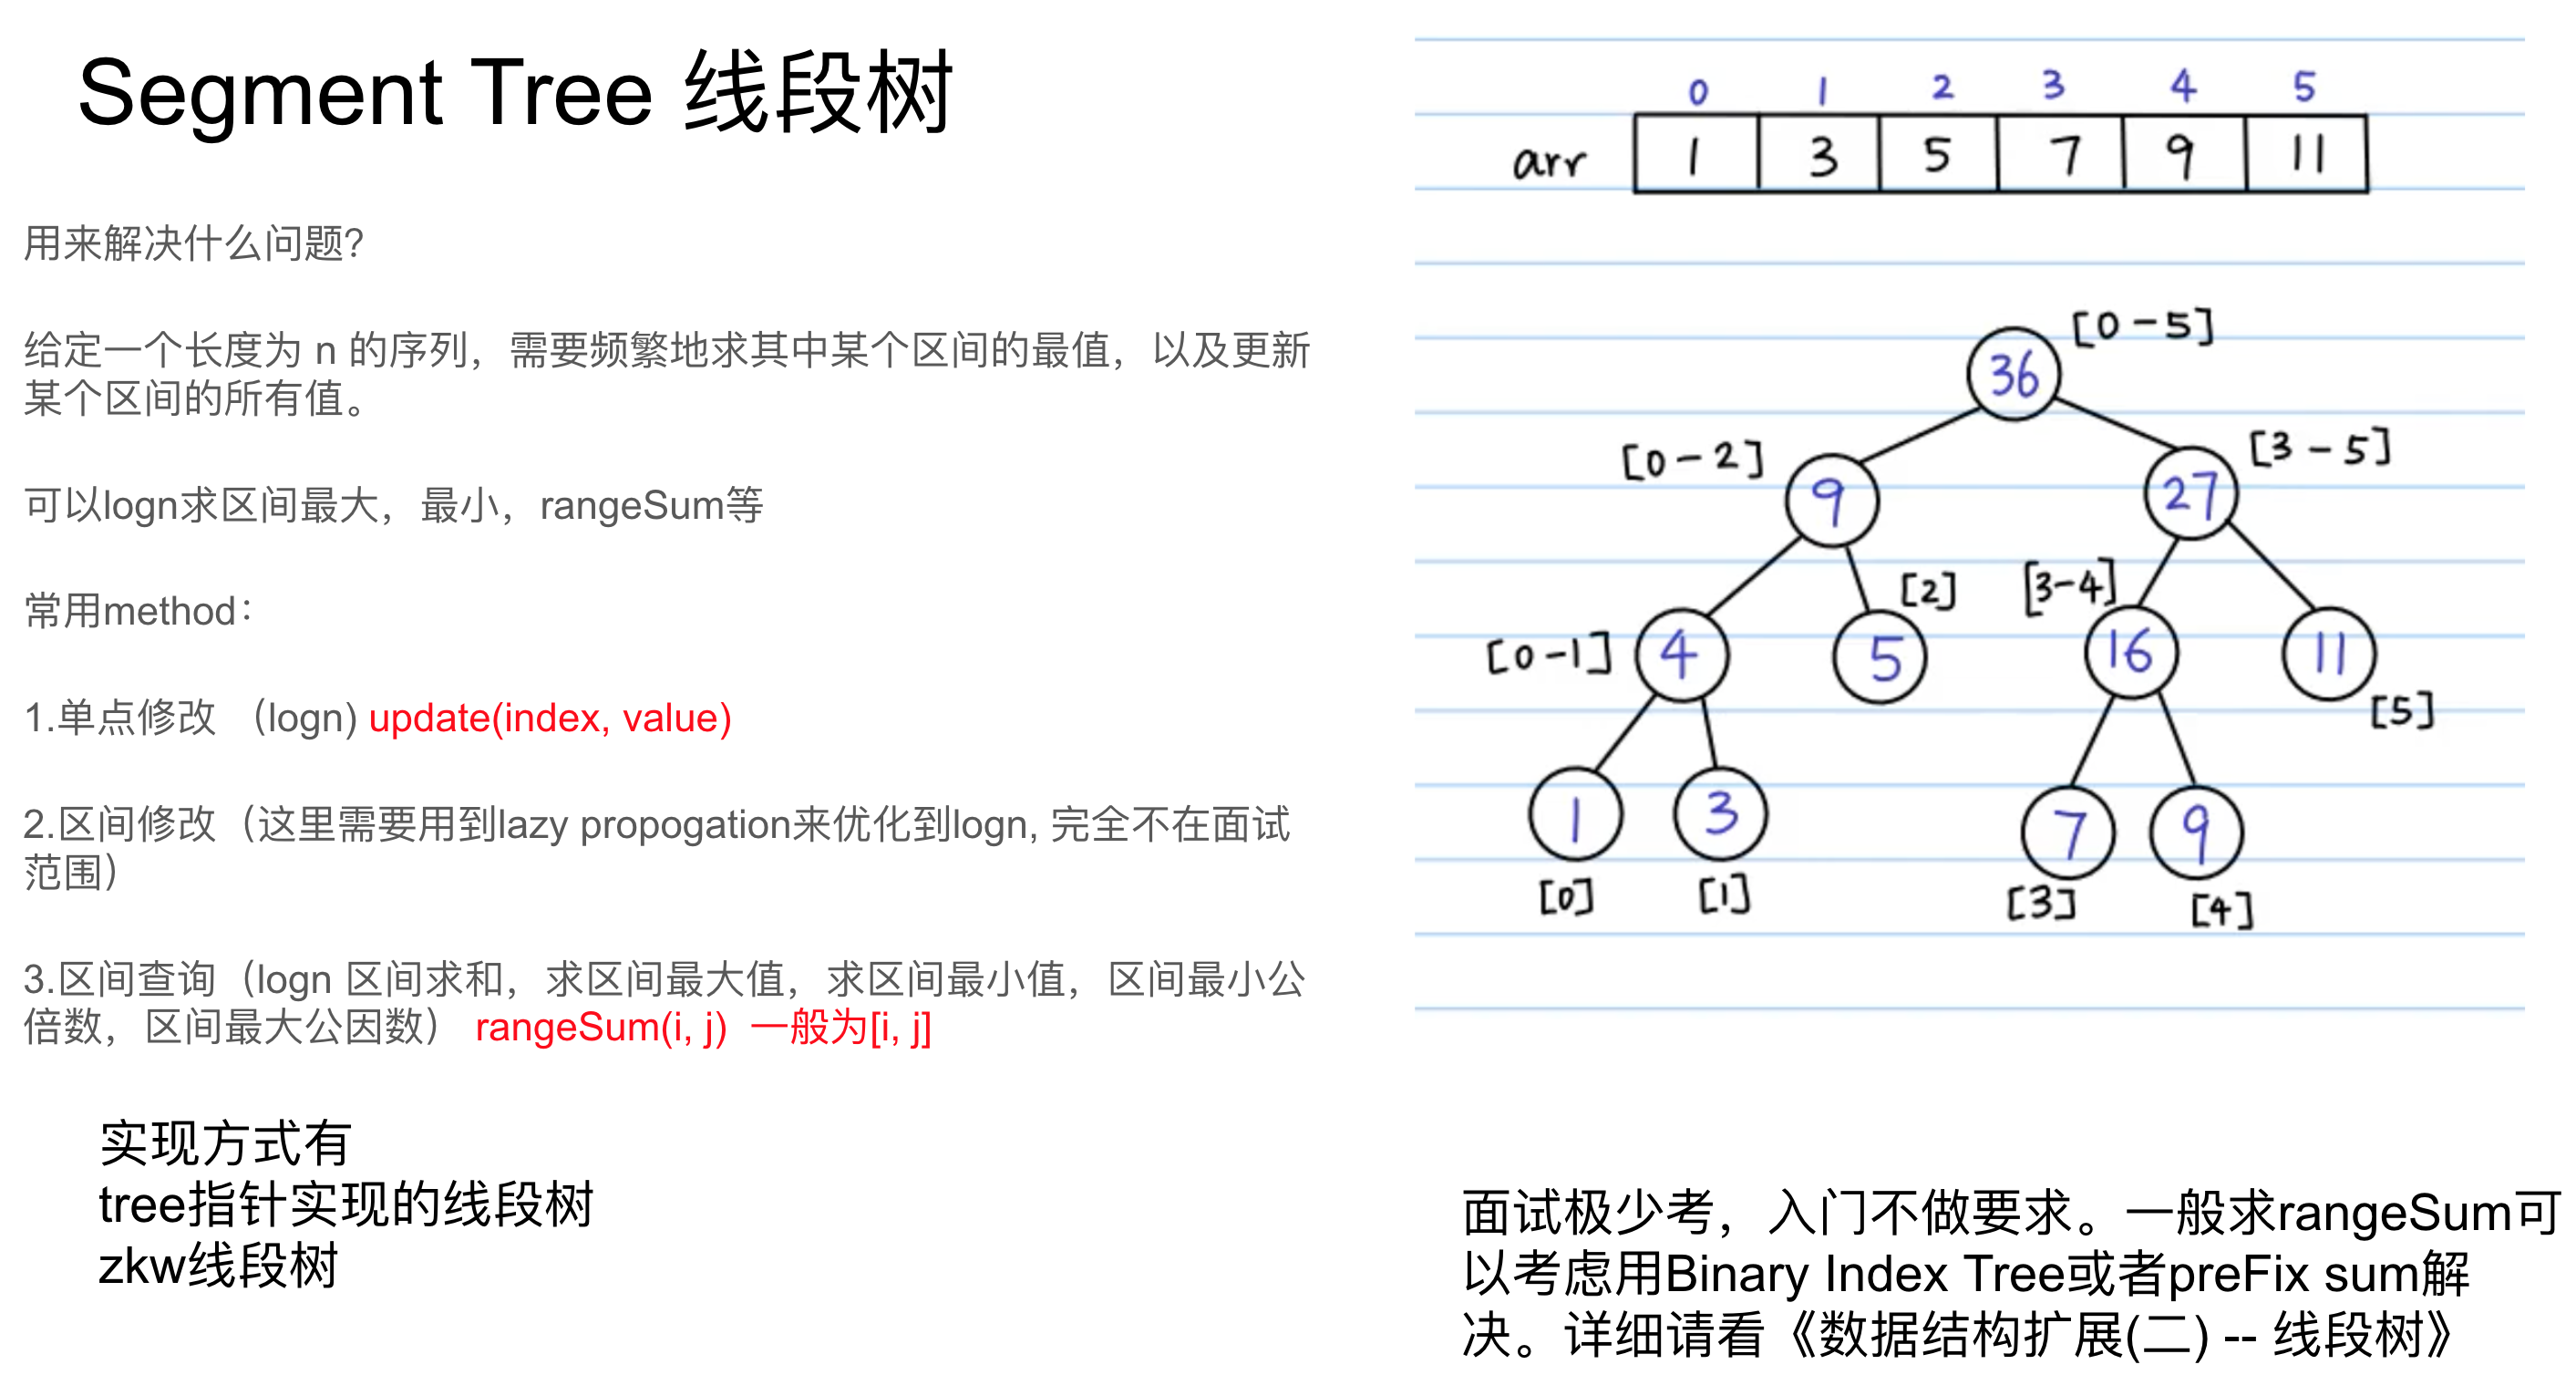 Segment Tree 线段树
用来解决什么问题？
给定一个长度为 n 的序列，需要频繁地求其中某个区间的最值，以及更新
某个区间的所有值。
可以logn求区间最大，最小，rangeSum等
常用method：
1.单点修改 （logn) update(index, value)
2.区间修改（这里需要用到lazy propogation来优化到logn, 完全不在面试
范围）
3.区间查询（logn 区间求和，求区间最大值，求区间最小值，区间最小公
倍数，区间最大公因数） rangeSum(i, j) 一般为[i, j]
实现方式有
tree指针实现的线段树
zkw线段树
0 1 2 3 4 5
arr 1 3 5 7 9 11
[0-5]
36
[0-2] [3-5]
9 27
[2] [3-4]
[0-1] 4 5 16 11
[5]
1 3 7 9
[0] [1] [3] [4]
面试极少考，入门不做要求。一般求rangeSum可
以考虑用Binary Index Tree或者preFix sum解
决。详细请看《数据结构扩展(二) -- 线段树》